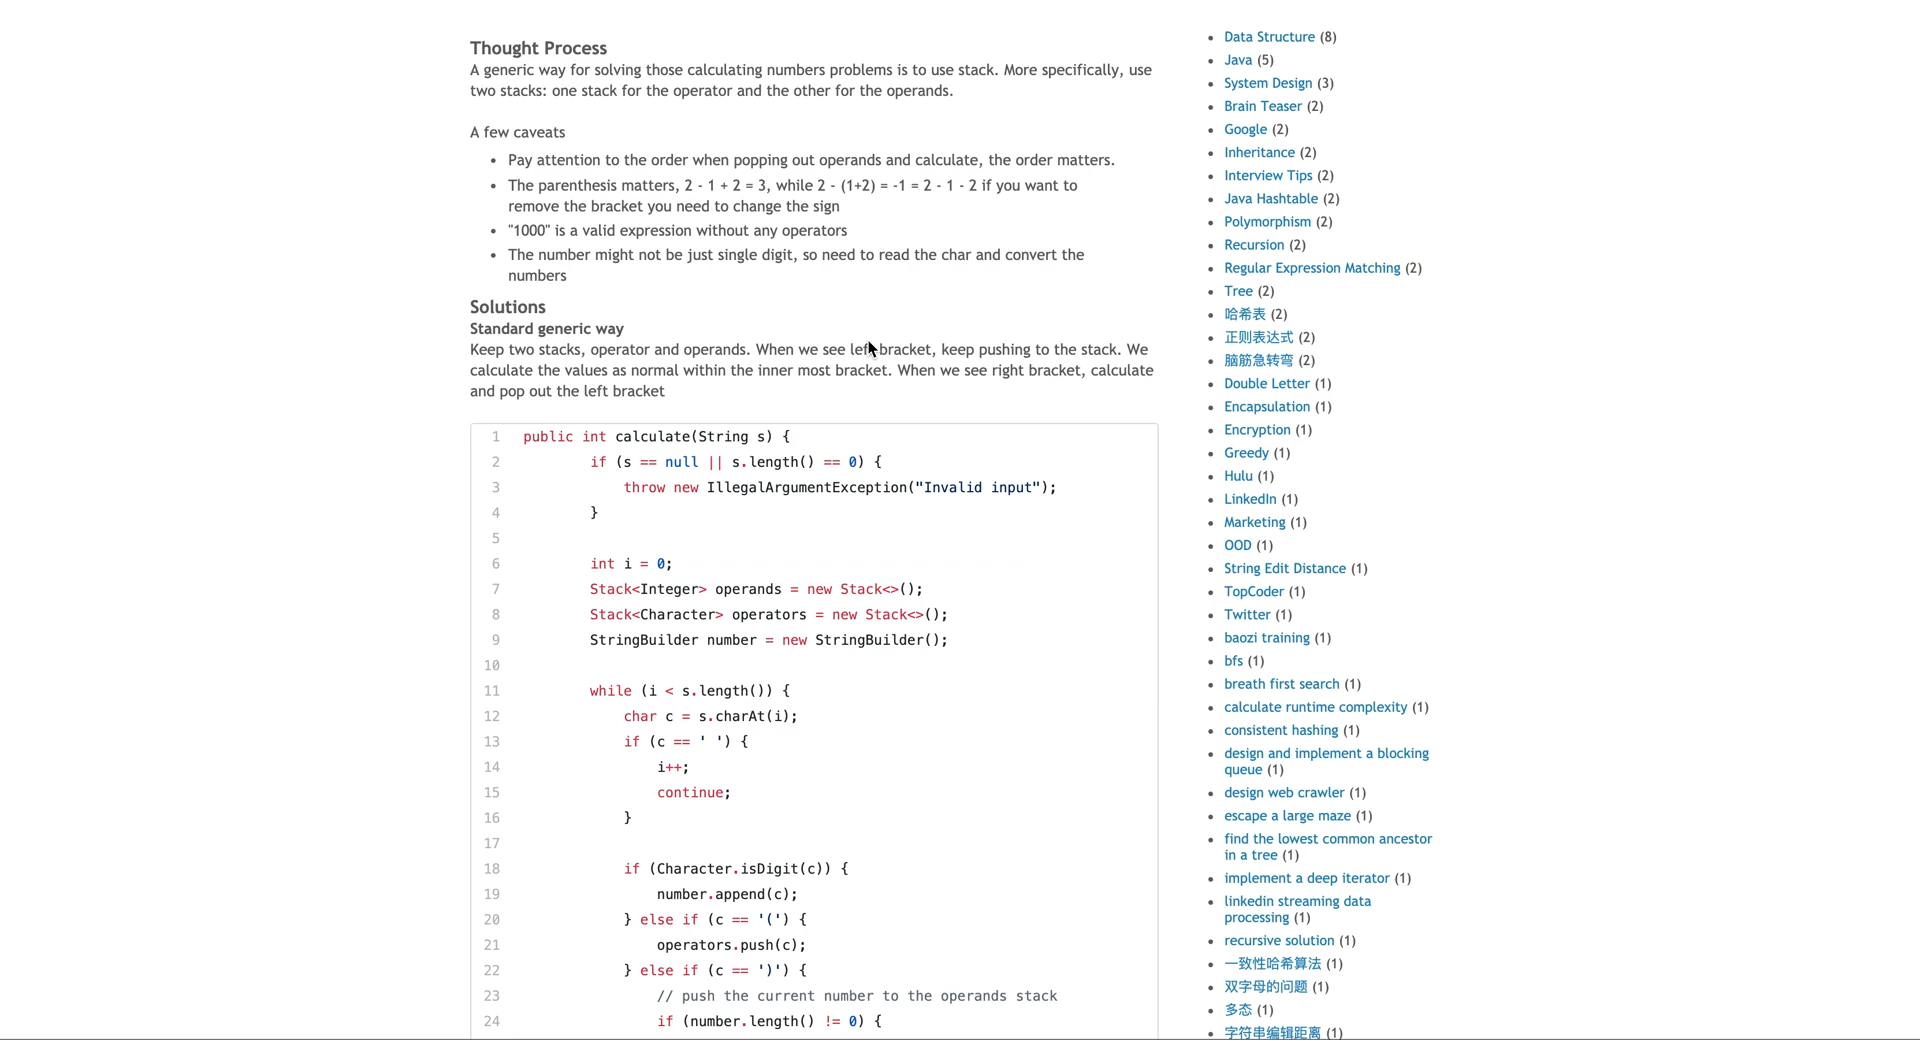 Thought Process
A generic way for solving those calculating numbers problems is to use stack. More specifically, use
two stacks: one stack for the operator and the other for the operands.
A few caveats
• Pay attention to the order when popping out operands and calculate, the order matters.
• The parenthesis matters, 2 - 1 + 2 = 3, while 2 - (1+2) = -1 = 2 - 1 - 2 if you want to
remove the bracket you need to change the sign
• "1000" is a valid expression without any operators
• The number might not be just single digit, so need to read the char and convert the
numbers
Solutions
Standard generic way
Keep two stacks, operator and operands. When we see left bracket, keep pushing to the stack. We
calculate the values as normal within the inner most bracket. When we see right bracket, calculate
and pop out the left bracket
1 public int calculate(String s) {
2 if (s == null || s.length() == 0) {
3 throw new IllegalArgumentException("Invalid input");
4 }
5
6 int i = 0;
7 Stack<Integer> operands = new Stack<>();
8 Stack<Character> operators = new Stack<>();
9 StringBuilder number = new StringBuilder();
10
11 while (i < s.length()) {
12 char c = s.charAt(i);
13 if (c == ' ') {
14 i++;
15 continue;
16 }
17
18 if (Character.isDigit(c)) {
19 number.append(c);
20 } else if (c == '(') {
21 operators.push(c);
22 } else if (c == ')') {
23 // push the current number to the operands stack
24 if (number.length() != 0) {
• Data Structure (8)
• Java (5)
• System Design (3)
• Brain Teaser (2)
• Google (2)
• Inheritance (2)
• Interview Tips (2)
• Java Hashtable (2)
• Polymorphism (2)
• Recursion (2)
• Regular Expression Matching (2)
• Tree (2)
• 哈希表 (2)
• 正则表达式 (2)
• 脑筋急转弯 (2)
• Double Letter (1)
• Encapsulation (1)
• Encryption (1)
• Greedy (1)
• Hulu (1)
• LinkedIn (1)
• Marketing (1)
• OOD (1)
• String Edit Distance (1)
• TopCoder (1)
• Twitter (1)
• baozi training (1)
• bfs (1)
• breath first search (1)
• calculate runtime complexity (1)
• consistent hashing (1)
• design and implement a blocking
queue (1)
• design web crawler (1)
• escape a large maze (1)
• find the lowest common ancestor
in a tree (1)
• implement a deep iterator (1)
• linkedin streaming data
processing (1)
• recursive solution (1)
• 一致性哈希算法 (1)
• 双字母的问题 (1)
• 多态 (1)
• 字符串编辑距离 (1)